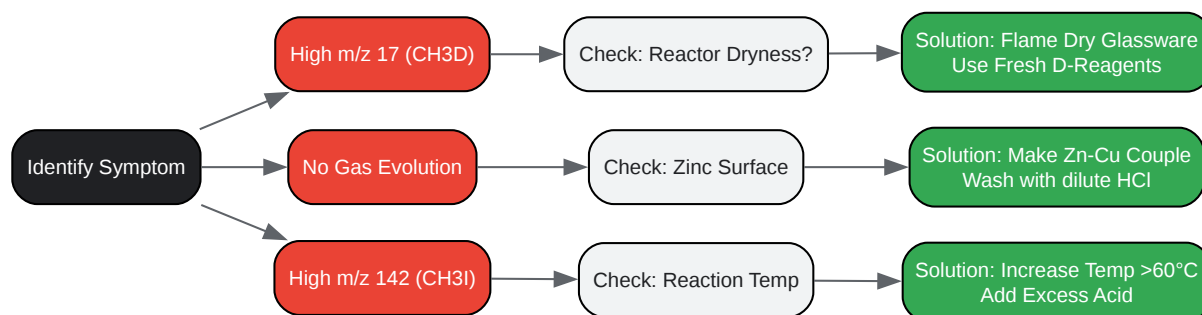 High m/z 17 (CH3D)
Check: Reactor Dryness?
Solution: Flame Dry Glassware
Use Fresh D-Reagents
Identify Symptom
No Gas Evolution
Check: Zinc Surface
Solution: Make Zn-Cu Couple
Wash with dilute HCl
High m/z 142 (CH3I)
Check: Reaction Temp
Solution: Increase Temp >60°C
Add Excess Acid